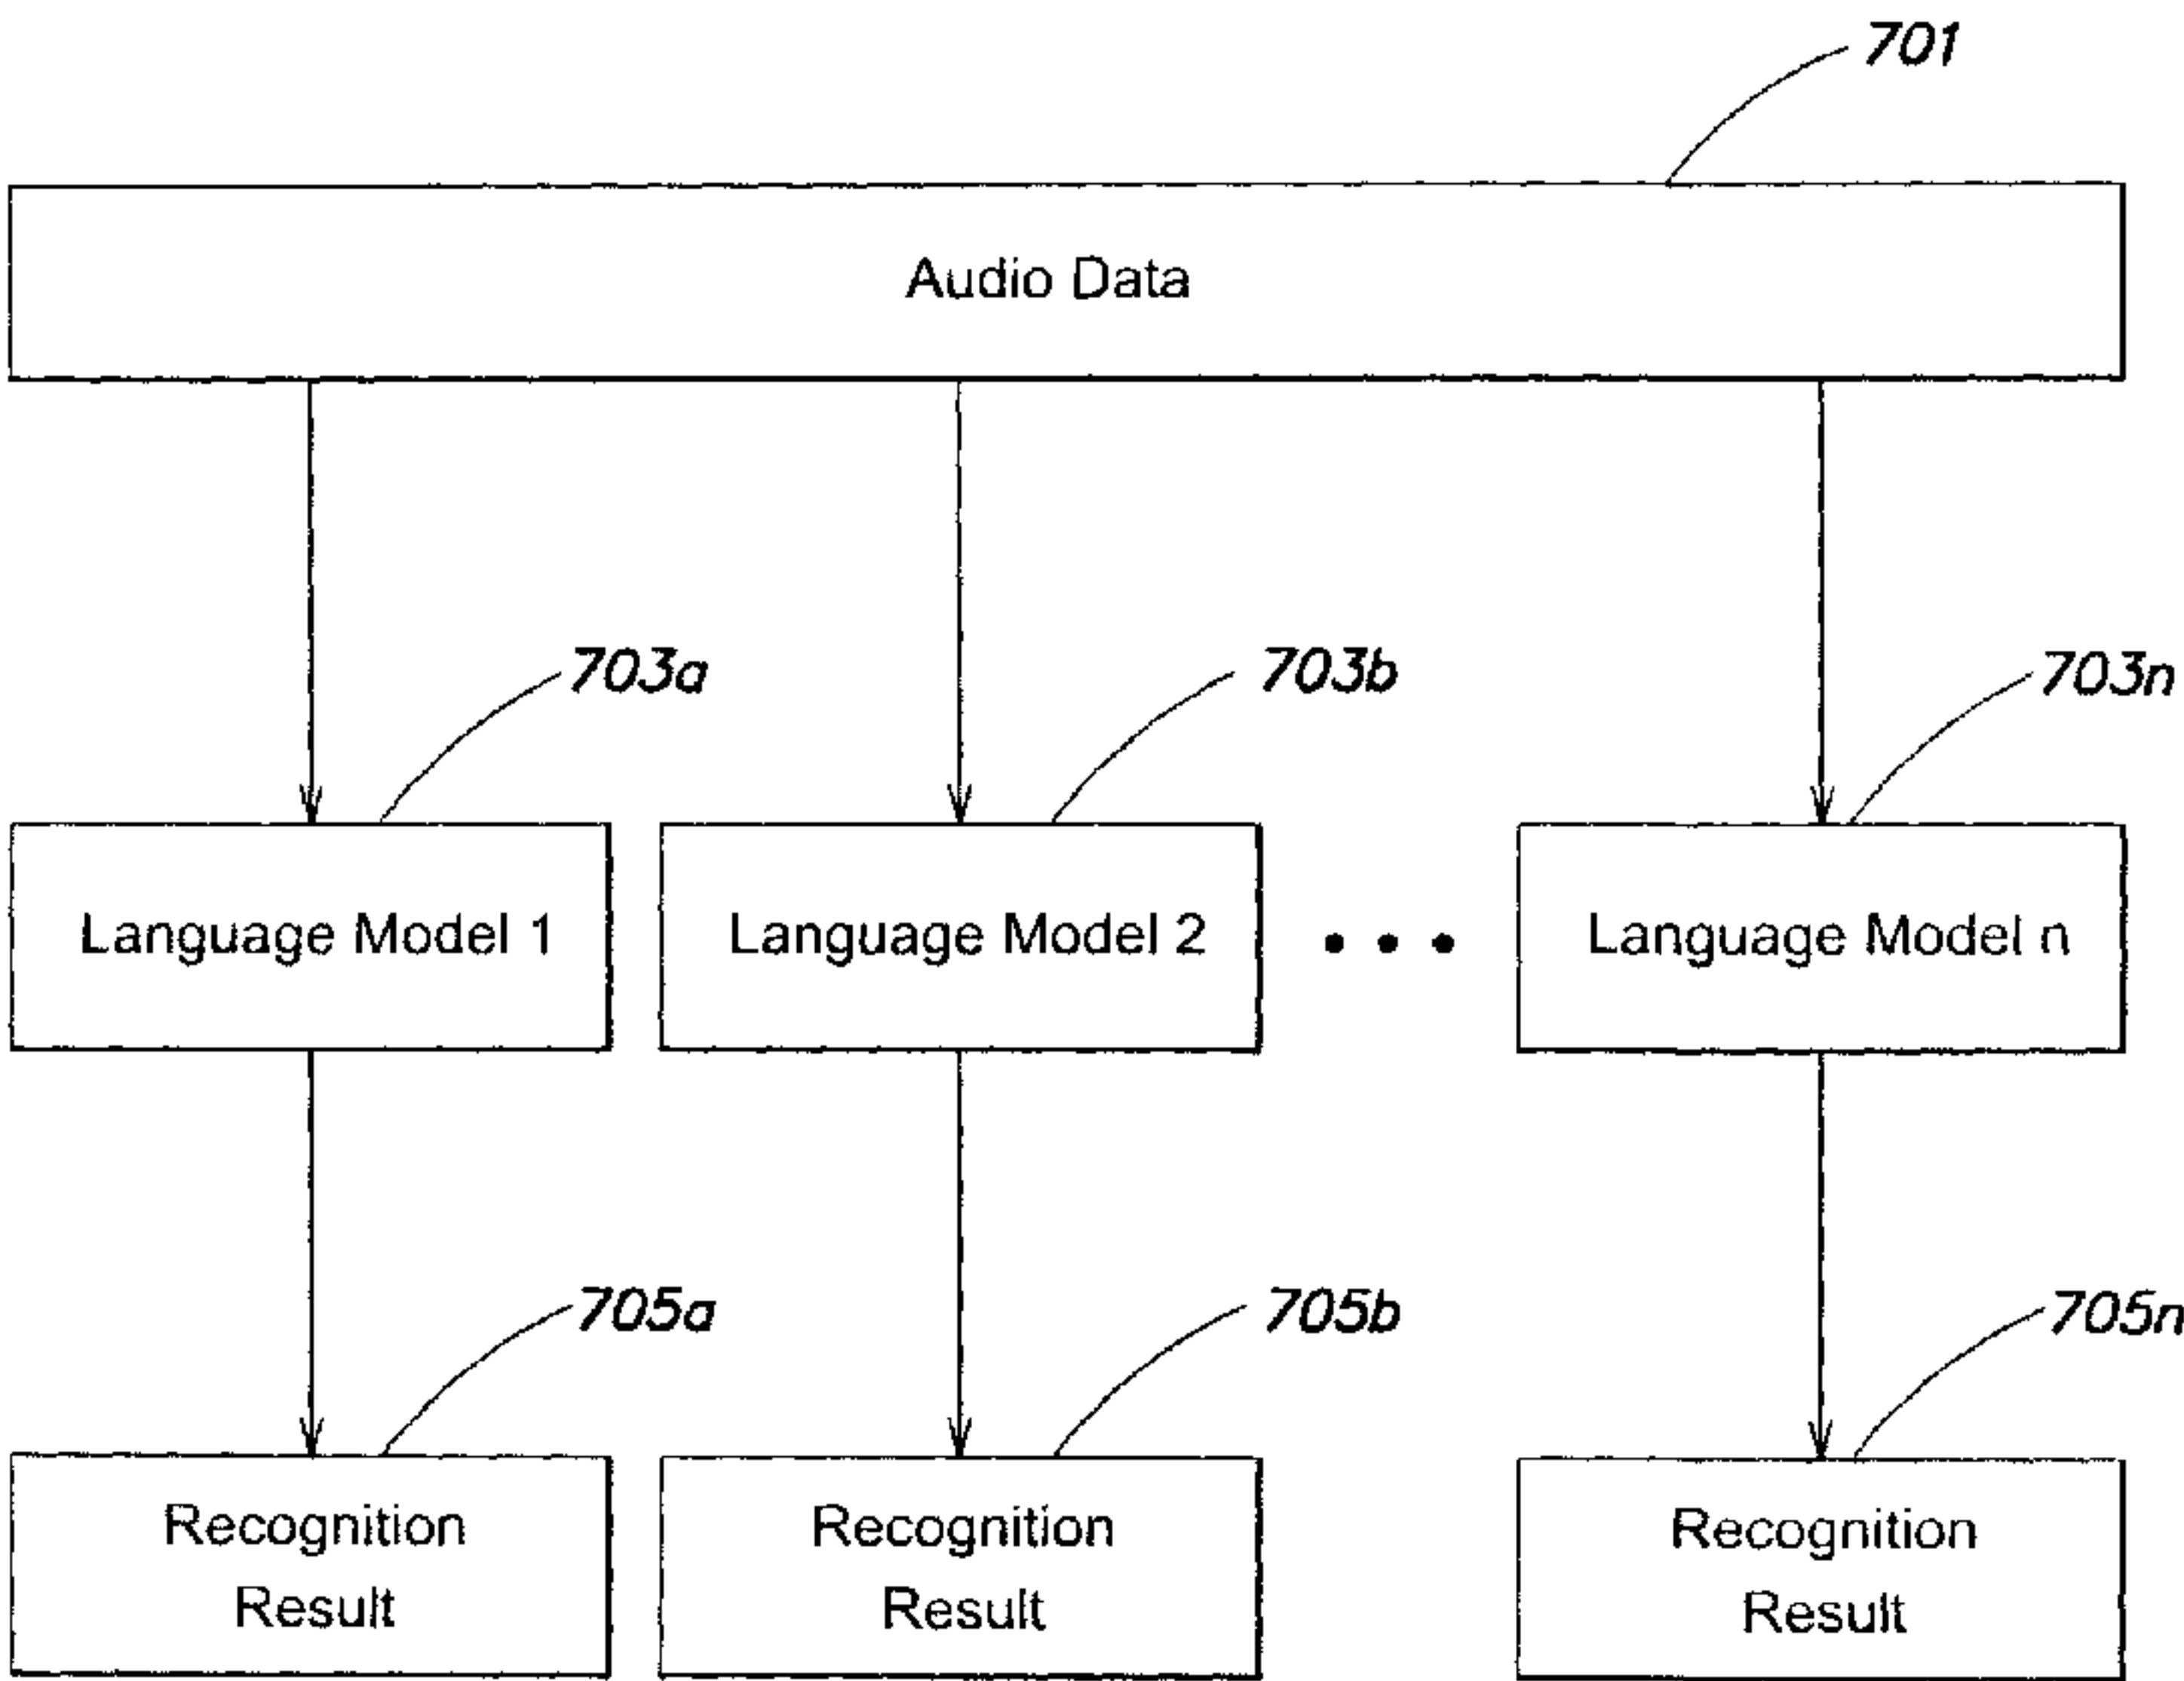 701
Audio Data
703a
703b
703n
Language Model 1
Language Model 2
• • •
Language Model n
705a
705b
705n
Recognition
Result
Recognition
Result
Recognition
Result